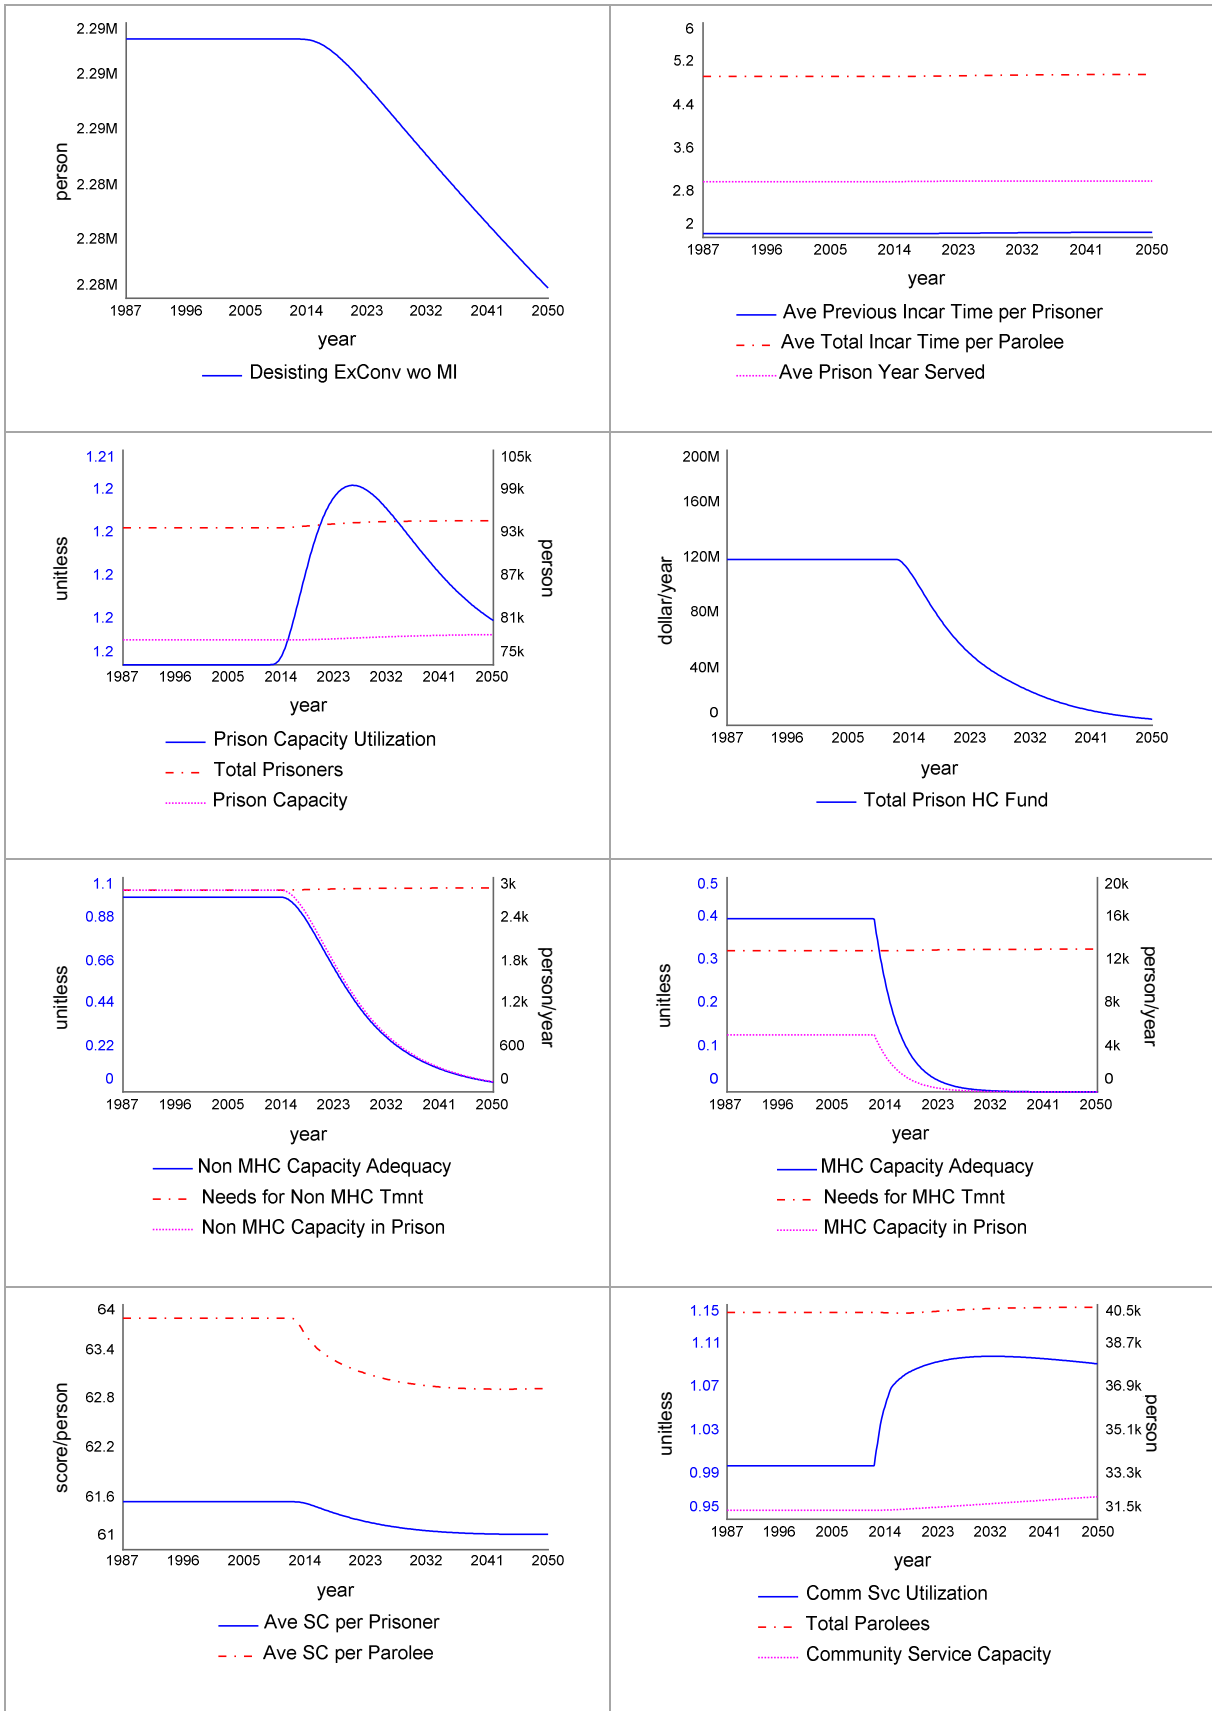 2.29M
2.29M
2.29M
2.28M
2.28M
2.28M
person
1987 1996 2005 2014 2023 2032 2041 2050
year
Desisting ExConv wo MI
6
5.2
4.4
3.6
2.8
2
1987 1996 2005 2014 2023 2032 2041 2050
year
Ave Previous Incar Time per Prisoner
Ave Total Incar Time per Parolee
Ave Prison Year Served
1.21
1.2
1.2
1.2
1.2
1.2
unitless
105k
99k
93k
87k
81k
75k
person
1987 1996 2005 2014 2023 2032 2041 2050
year
Prison Capacity Utilization
Total Prisoners
Prison Capacity
200M
160M
120M
80M
40M
0
dollar/year
1987 1996 2005 2014 2023 2032 2041 2050
year
Total Prison HC Fund
1.1
0.88
0.66
0.44
0.22
0
unitless
3k
2.4k
1.8k
1.2k
600
0
person/year
1987 1996 2005 2014 2023 2032 2041 2050
year
Non MHC Capacity Adequacy
Needs for Non MHC Tmnt
Non MHC Capacity in Prison
0.5
0.4
0.3
0.2
0.1
0
unitless
20k
16k
12k
8k
4k
0
person/year
1987 1996 2005 2014 2023 2032 2041 2050
year
MHC Capacity Adequacy
Needs for MHC Tmnt
MHC Capacity in Prison
64
63.4
62.8
62.2
61.6
61
score/person
1987 1996 2005 2014 2023 2032 2041 2050
year
Ave SC per Prisoner
Ave SC per Parolee
1.15
1.11
1.07
1.03
0.99
0.95
unitless
40.5k
38.7k
36.9k
35.1k
33.3k
31.5k
person
1987 1996 2005 2014 2023 2032 2041 2050
year
Comm Svc Utilization
Total Parolees
Community Service Capacity